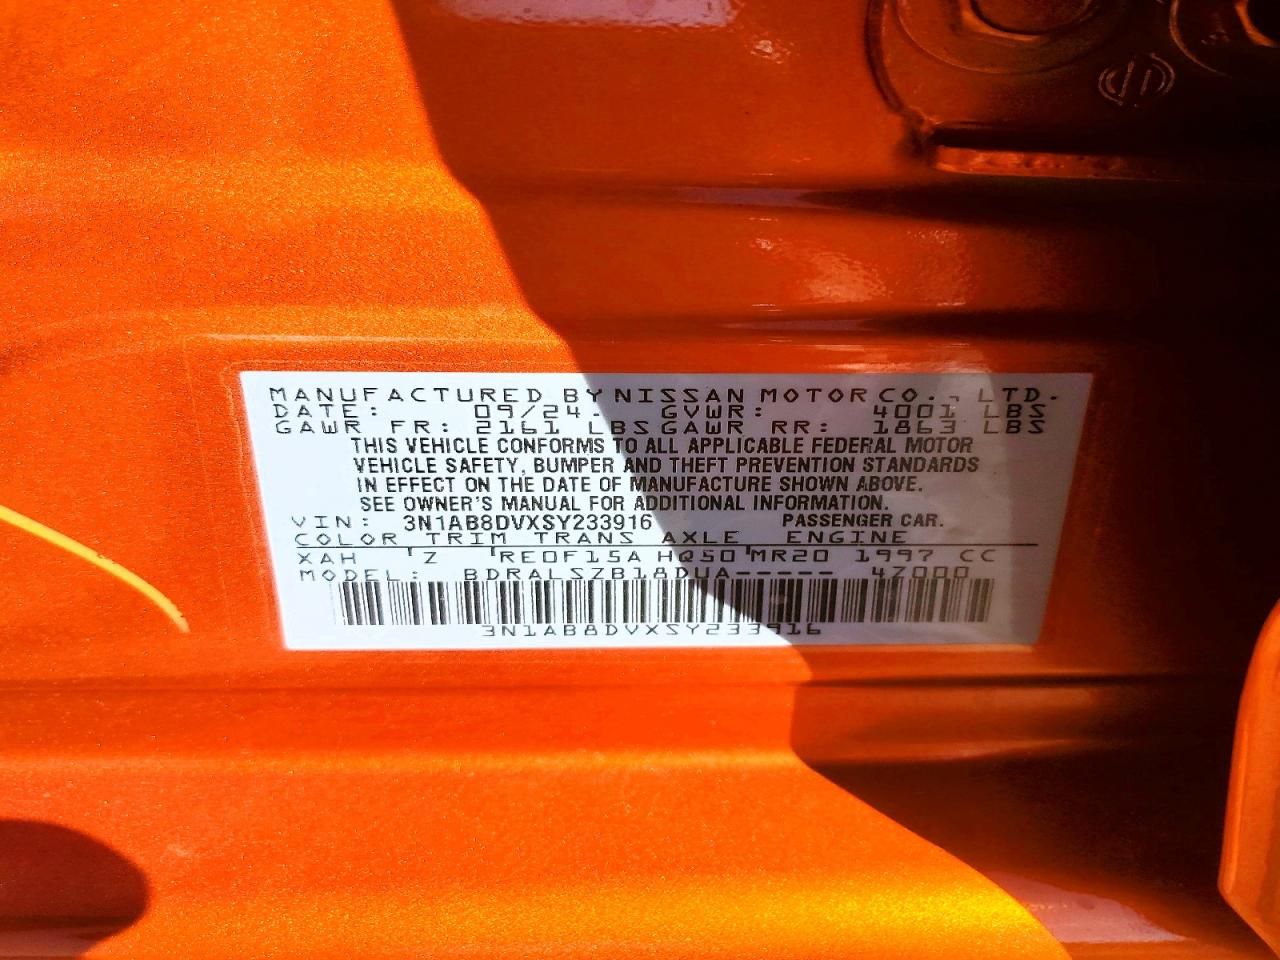 MANUFACTURED BY NISSAN MOTOR CO., LTD.
DATE: 09/24 GVWR: 4001 LBS
GAWR FR: 2161 LBS GAWR RR: 1863 LBS
THIS VEHICLE CONFORMS TO ALL APPLICABLE FEDERAL MOTOR
VEHICLE SAFETY, BUMPER AND THEFT PREVENTION STANDARDS
IN EFFECT ON THE DATE OF MANUFACTURE SHOWN ABOVE.
SEE OWNER'S MANUAL FOR ADDITIONAL INFORMATION.
VIN: 3N1AB8DVXSY233916 PASSENGER CAR.
COLOR TRIM TRANS AXLE ENGINE
XAH Z RE0F15A HQ50 MR20 1997 CC
MODEL: BDRALSZB18DUA----- 4Z000
3N1AB8DVXSY233916